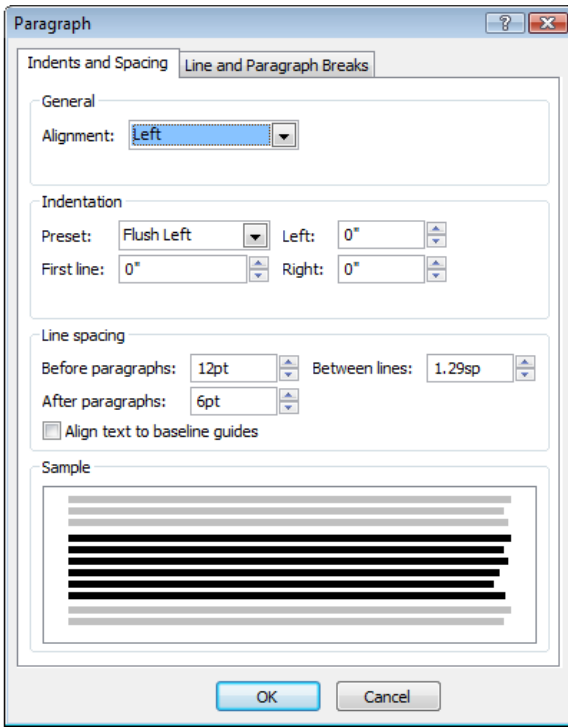 Paragraph
Indents and Spacing Line and Paragraph Breaks
General
Alignment: Left
Indentation
Preset: Flush Left Left: 0"
First line: 0" Right: 0"
Line spacing
Before paragraphs: 12pt Between lines: 1.29sp
After paragraphs: 6pt
Align text to baseline guides
Sample
OK Cancel